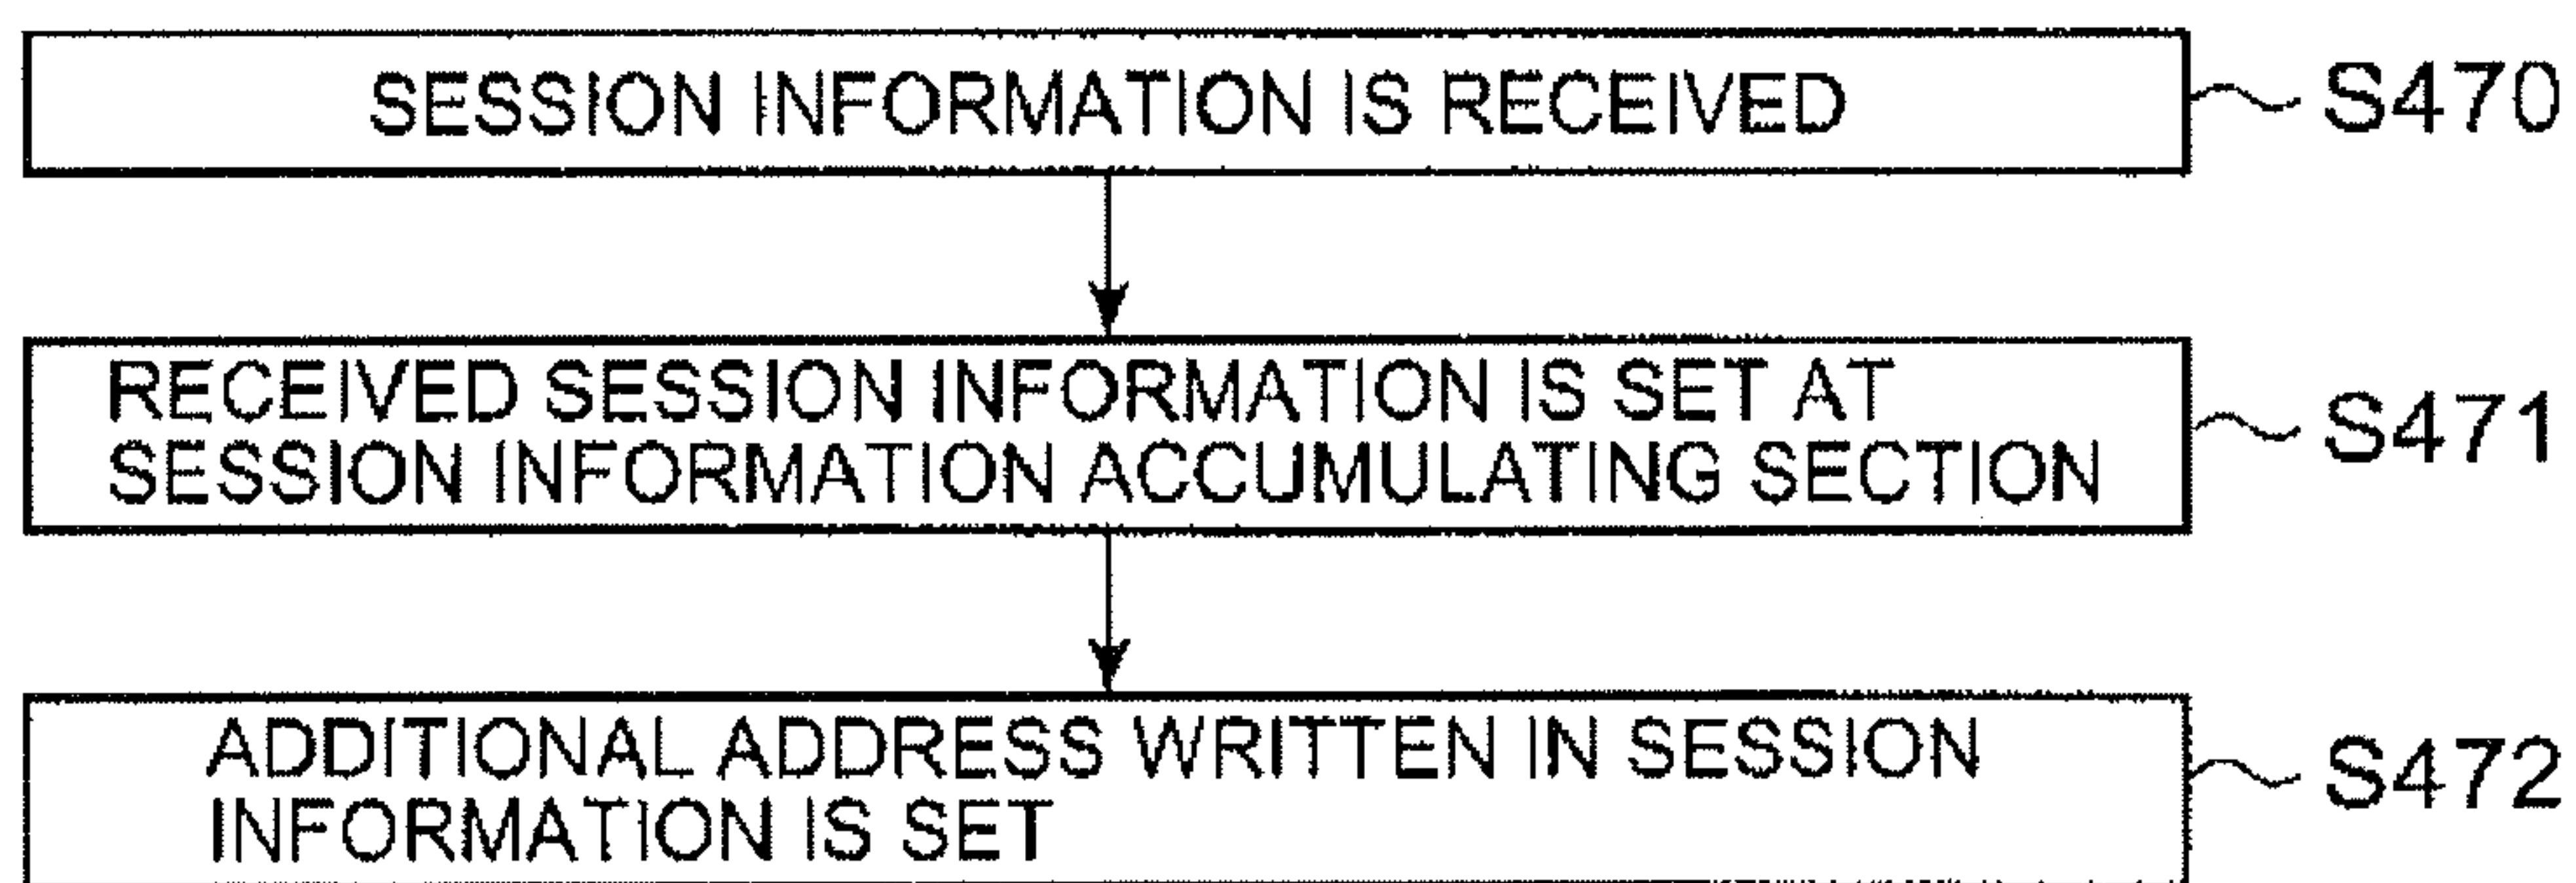 SESSION INFORMATION IS RECEIVED
S470
RECEIVED SESSION INFORMATION IS SET AT
SESSION INFORMATION ACCUMULATING SECTION
S471
ADDITIONAL ADDRESS WRITTEN IN SESSION
INFORMATION IS SET
S472